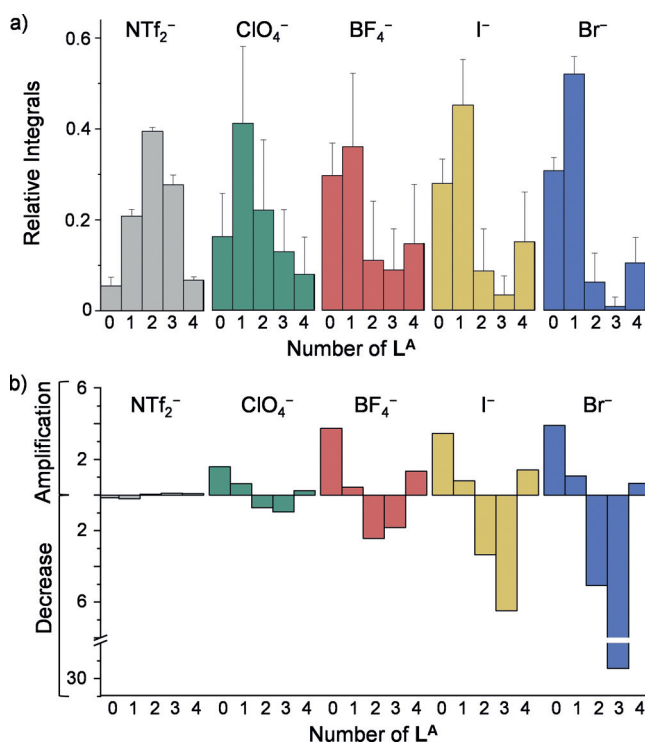 a)
NTf₂⁻ ClO₄⁻ BF₄⁻ I⁻ Br⁻
Relative Integrals
0.6
0.4
0.2
0
0 1 2 3 4 0 1 2 3 4 0 1 2 3 4 0 1 2 3 4 0 1 2 3 4
Number of Lᴬ
b)
NTf₂⁻ ClO₄⁻ BF₄⁻ I⁻ Br⁻
Amplification
Decrease
6
2
2
6
30
0 1 2 3 4 0 1 2 3 4 0 1 2 3 4 0 1 2 3 4 0 1 2 3 4
Number of Lᴬ